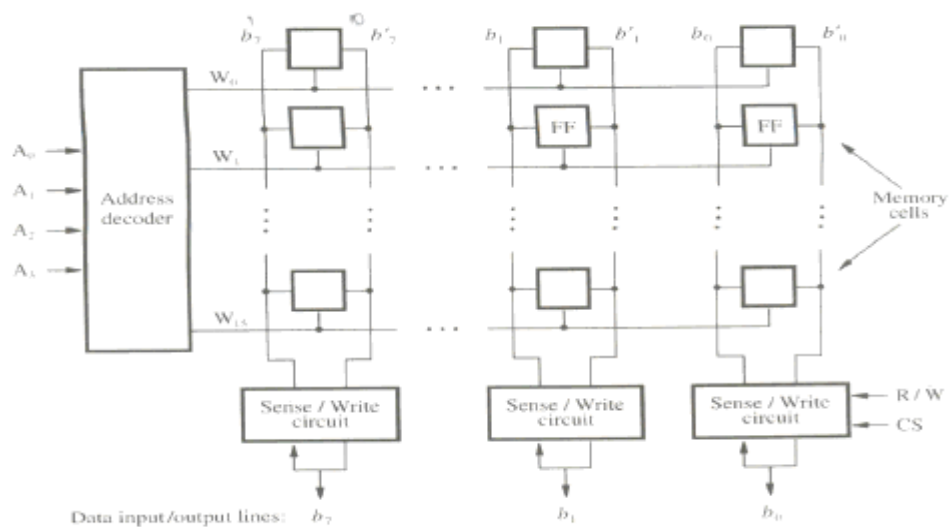 b₇ b′₇ b₁ b′₁ b₀ b′₀
W₀
FF FF
A₀ W₁
A₁ Address decoder Memory cells
A₂
A₃
W₁₅
Sense / Write circuit Sense / Write circuit Sense / Write circuit R / W
CS
Data input/output lines: b₇ b₁ b₀